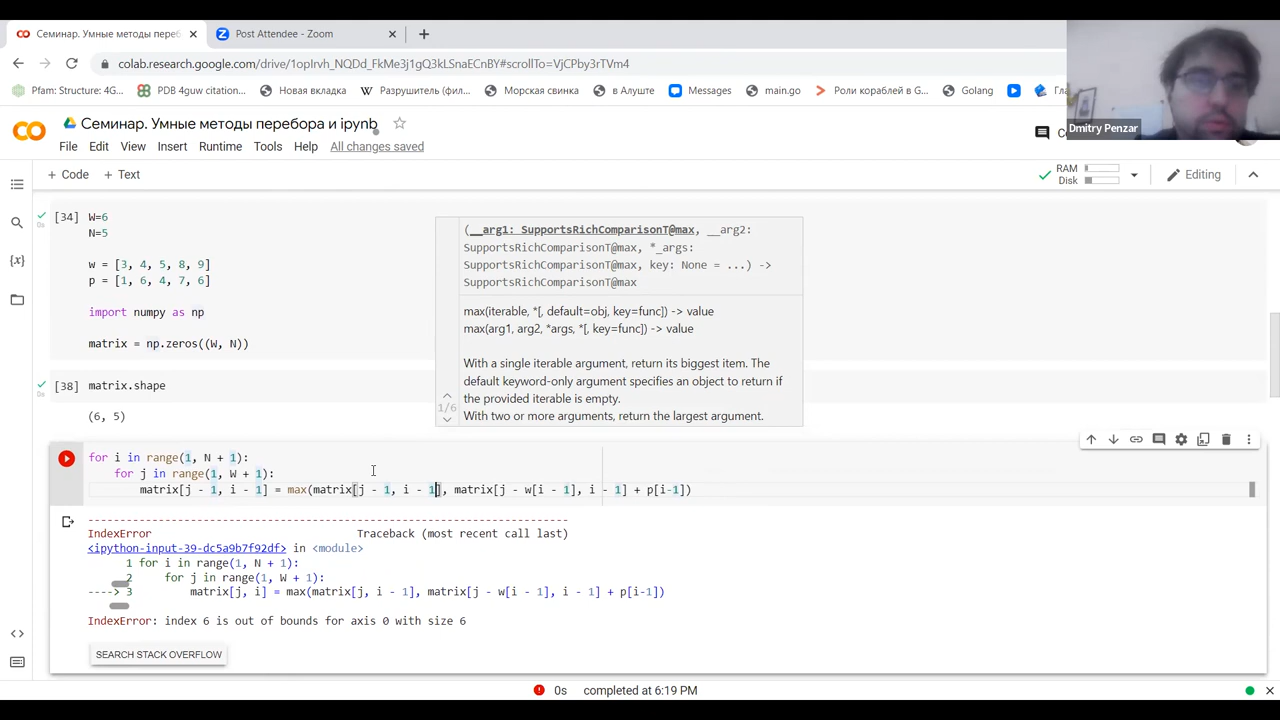 Семинар. Умные методы переб
Post Attendee - Zoom
colab.research.google.com/drive/1opIrvh_NQDd_FkMe3j1gQ3kLSnaECnBY#scrollTo=VjCPby3rTVm4
Pfam: Structure: 4G...
PDB 4guw citation...
Новая вкладка
Разрушитель (фил...
Морская свинка
в Алуште
Messages
main.go
Роли кораблей в G...
Golang
Dmitry Penzar
Семинар. Умные методы перебора и ipynb
File Edit View Insert Runtime Tools Help All changes saved
+ Code + Text
RAM
Disk
Editing
[34] W=6
N=5
w = [3, 4, 5, 8, 9]
p = [1, 6, 4, 7, 6]
import numpy as np
matrix = np.zeros((W, N))
(__arg1: SupportsRichComparisonT@max, __arg2:
SupportsRichComparisonT@max, *_args:
SupportsRichComparisonT@max, key: None = ...) ->
SupportsRichComparisonT@max
max(iterable, *[, default=obj, key=func]) -> value
max(arg1, arg2, *args, *[, key=func]) -> value
With a single iterable argument, return its biggest item. The
default keyword-only argument specifies an object to return if
the provided iterable is empty.
With two or more arguments, return the largest argument.
1/6
[38] matrix.shape
(6, 5)
for i in range(1, N + 1):
for j in range(1, W + 1):
matrix[j - 1, i - 1] = max(matrix[j - 1, i - 1], matrix[j - w[i - 1], i - 1] + p[i-1])
---------------------------------------------------------------------------
IndexError Traceback (most recent call last)
<ipython-input-39-dc5a9b7f92df> in <module>
1 for i in range(1, N + 1):
2 for j in range(1, W + 1):
----> 3 matrix[j, i] = max(matrix[j, i - 1], matrix[j - w[i - 1], i - 1] + p[i-1])
IndexError: index 6 is out of bounds for axis 0 with size 6
SEARCH STACK OVERFLOW
0s completed at 6:19 PM